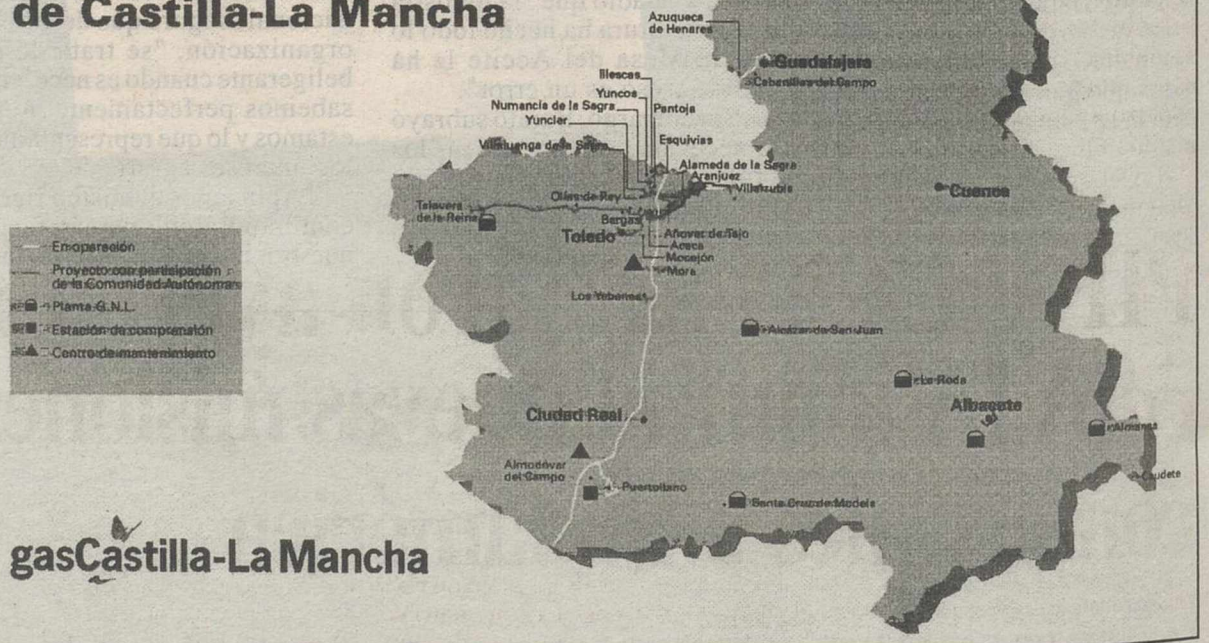 de Castilla-La Mancha
Azuqueca
de Henares
Guadalajara
Cabanillas del Campo
Illescas
Yuncos
Numancia de la Sagra
Pantoja
Yuncler
Esquivias
Villaluenga de la Sagra
Alameda de la Sagra
Aranjuez
Villarrubia
Cuenca
Olías de Rey
Talavera
de la Reina
Bargas
Toledo
Añover de Tajo
Aceca
Mocejón
Mora
Los Yébenes
En operación
Proyecto con participación
de la Comunidad Autónoma
Planta G.N.L.
Estación de compresión
Centro de mantenimiento
Alcázar de San Juan
La Roda
Albacete
Ciudad Real
Almansa
Almodóvar
del Campo
Puertollano
Caudete
Santa Cruz de Mudela
gasCastilla-La Mancha